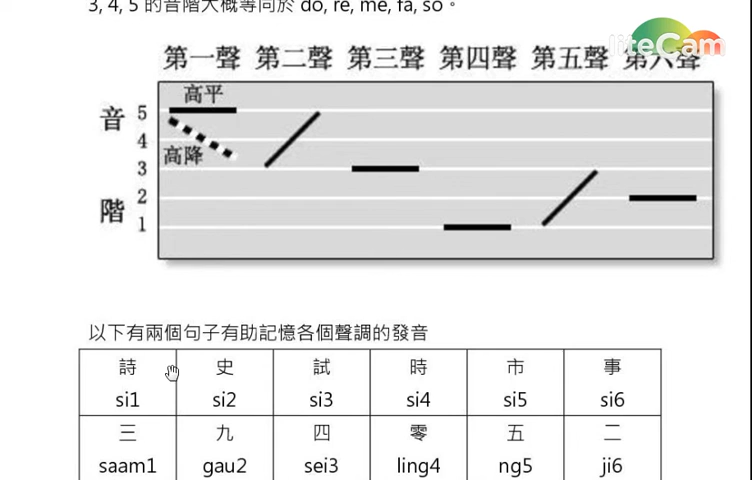 3, 4, 5 的音階大概等同於 do, re, me, fa, so。
liteCam
第一聲 第二聲 第三聲 第四聲 第五聲 第六聲
高平
音 5
4
高降
3
階 2
1
以下有兩個句子有助記憶各個聲調的發音
詩 史 試 時 市 事
si1 si2 si3 si4 si5 si6
三 九 四 零 五 二
saam1 gau2 sei3 ling4 ng5 ji6